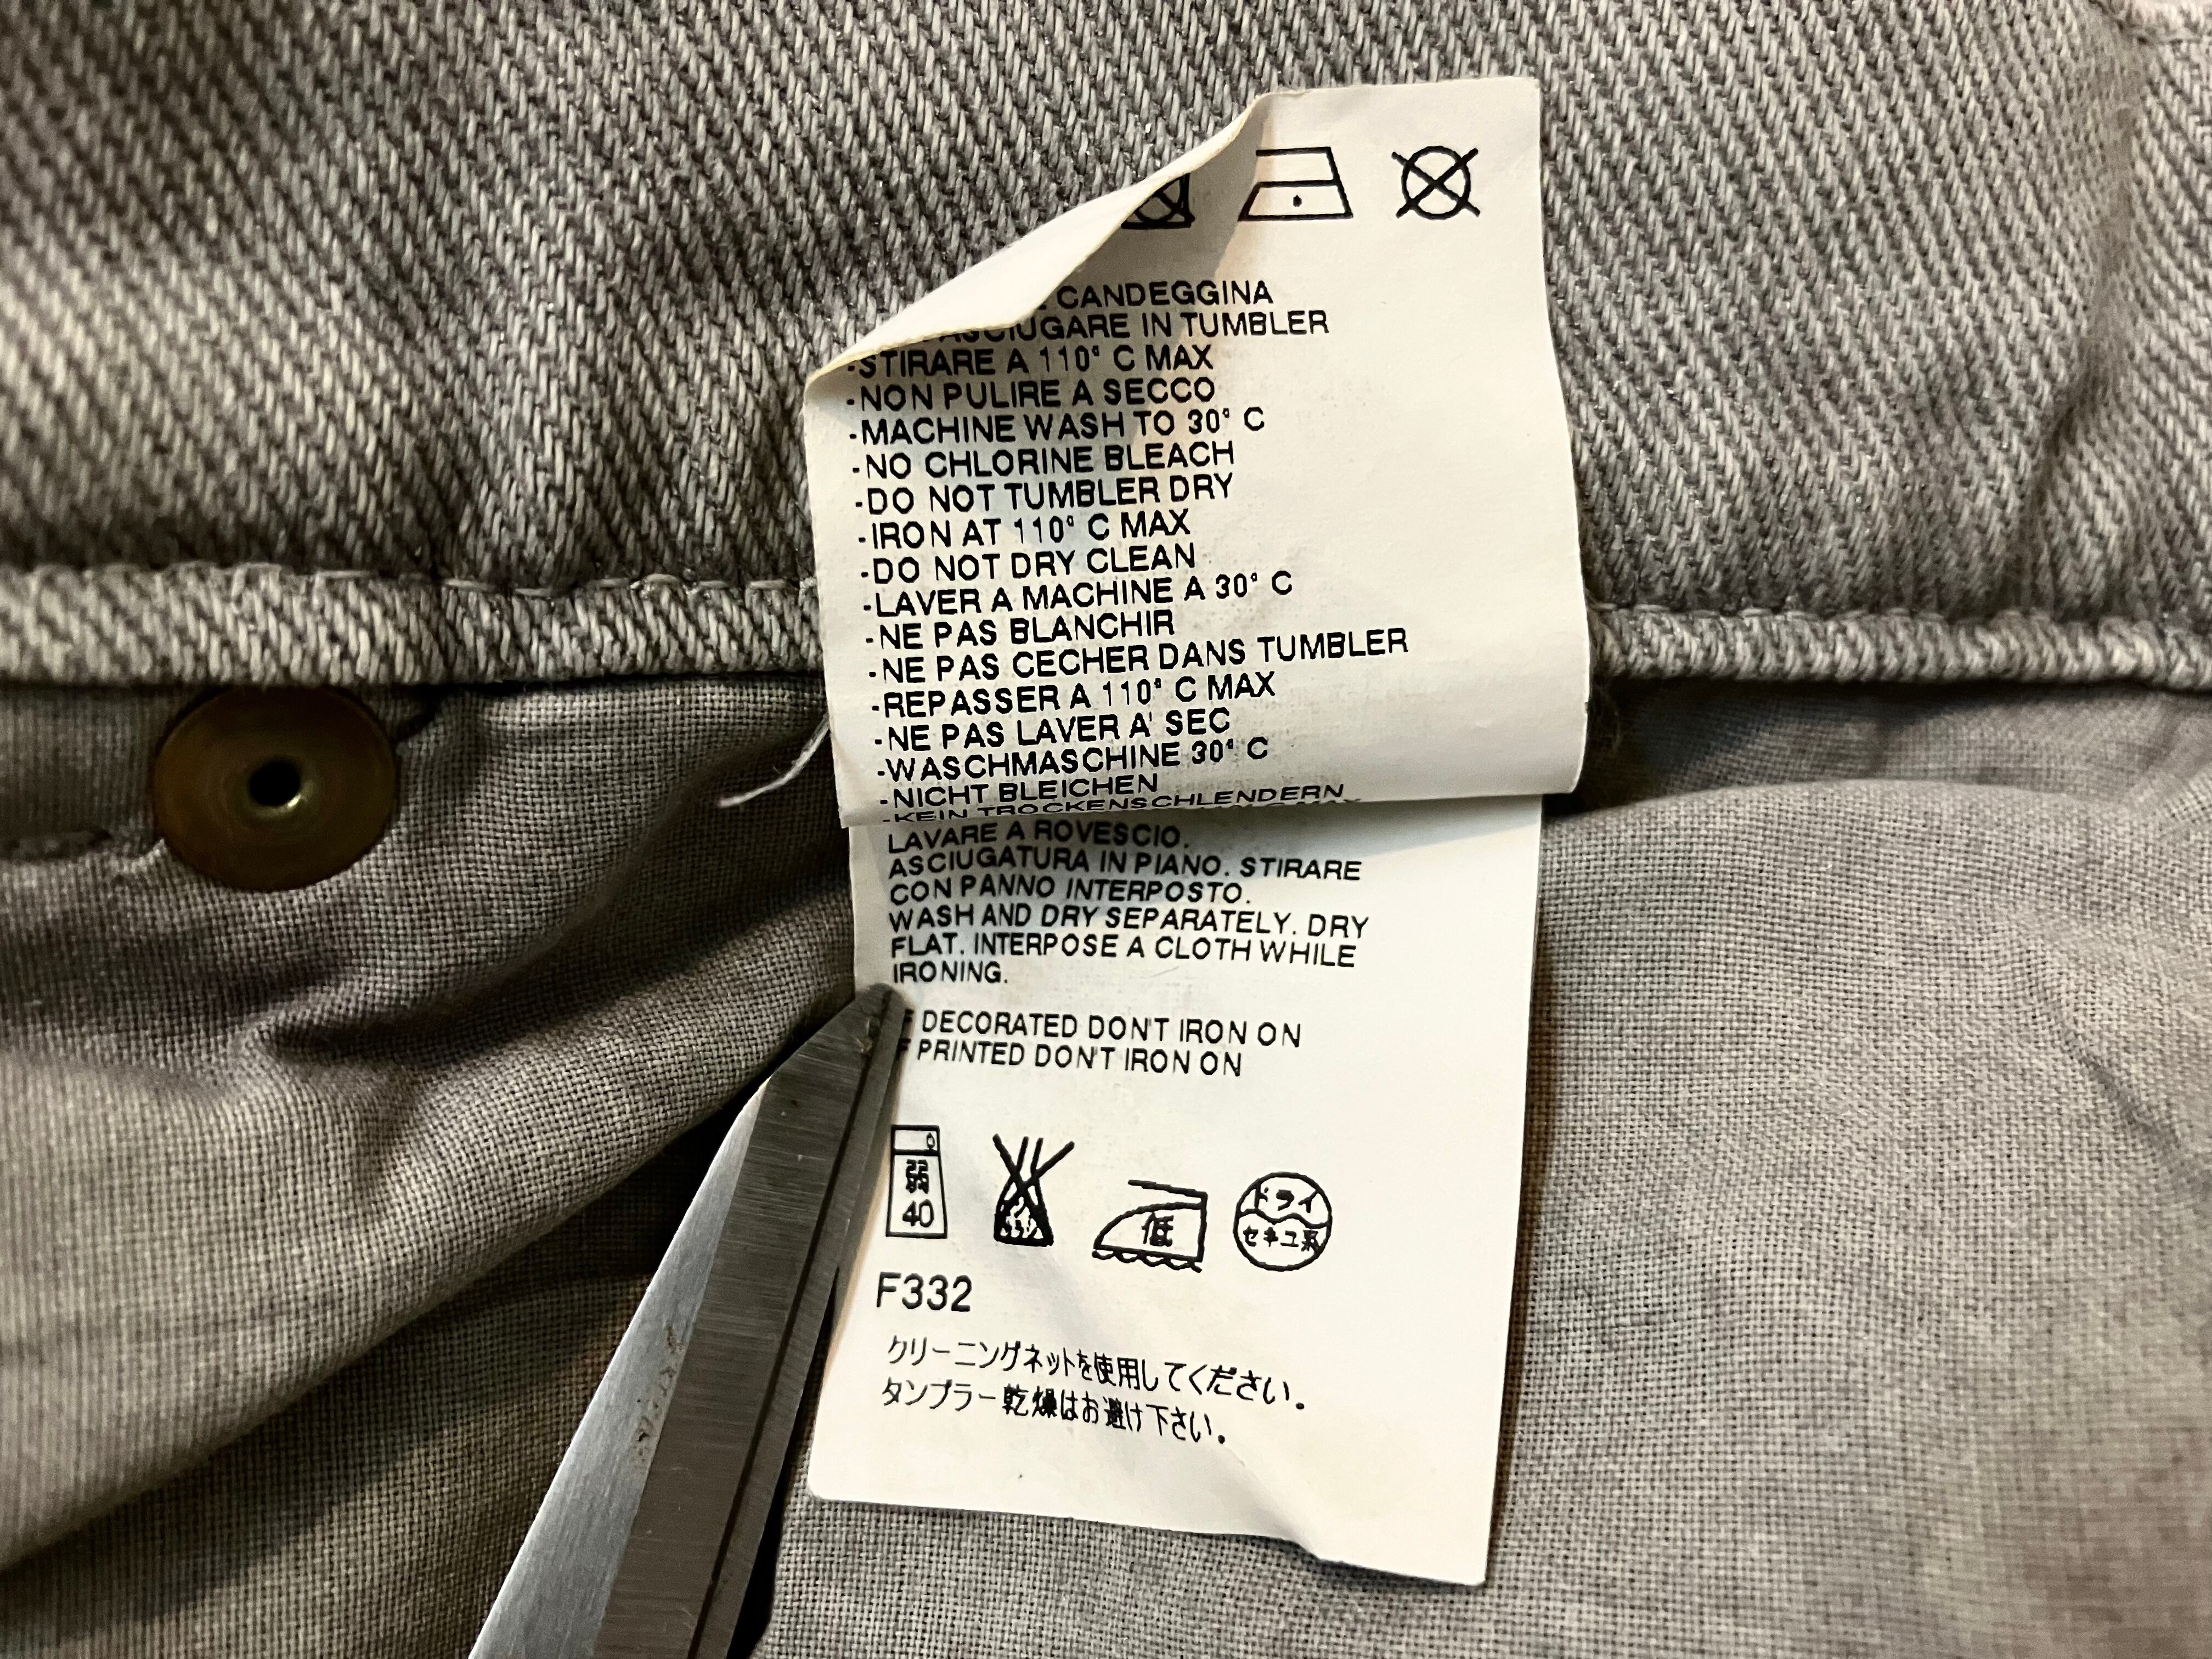 CANDEGGINA
ASCIUGARE IN TUMBLER
-STIRARE A 110° C MAX
-NON PULIRE A SECCO
-MACHINE WASH TO 30° C
-NO CHLORINE BLEACH
-DO NOT TUMBLER DRY
-IRON AT 110° C MAX
-DO NOT DRY CLEAN
-LAVER A MACHINE A 30° C
-NE PAS BLANCHIR
-NE PAS CECHER DANS TUMBLER
-REPASSER A 110° C MAX
-NE PAS LAVER A' SEC
-WASCHMASCHINE 30° C
-NICHT BLEICHEN
-KEIN TROCKENSCHLENDERN
LAVARE A ROVESCIO.
ASCIUGATURA IN PIANO. STIRARE
CON PANNO INTERPOSTO.
WASH AND DRY SEPARATELY. DRY
FLAT. INTERPOSE A CLOTH WHILE
IRONING.
DECORATED DON'T IRON ON
PRINTED DON'T IRON ON
弱
40
低
ドライ
セキユ系
F332
クリーニングネットを使用してください。
タンブラー乾燥はお避け下さい。